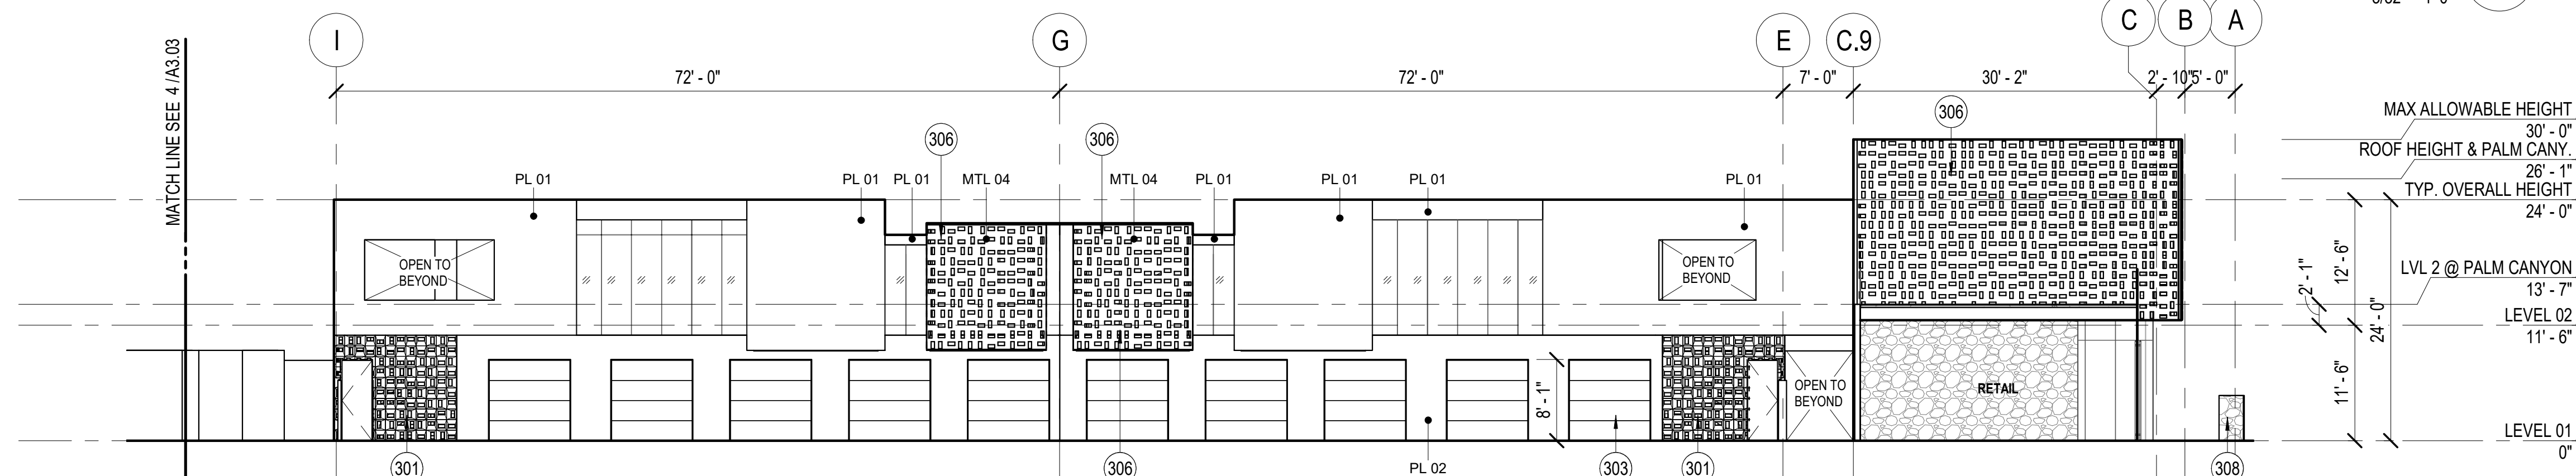 MATCH LINE SEE 4 /A3.03
I
G
E
C.9
C
B
A
72' - 0"
72' - 0"
7' - 0"
30' - 2"
2' - 10"
5' - 0"
306
306
306
PL 01
PL 01
PL 01
MTL 04
MTL 04
PL 01
PL 01
PL 01
PL 01
MAX ALLOWABLE HEIGHT
30' - 0"
ROOF HEIGHT & PALM CANY.
26' - 1"
TYP. OVERALL HEIGHT
24' - 0"
LVL 2 @ PALM CANYON
13' - 7"
LEVEL 02
11' - 6"
LEVEL 01
0"
2' - 1"
12' - 6"
24' - 0"
11' - 6"
OPEN TO
BEYOND
OPEN TO
BEYOND
OPEN TO
BEYOND
RETAIL
8' - 1"
301
306
PL 02
303
301
308